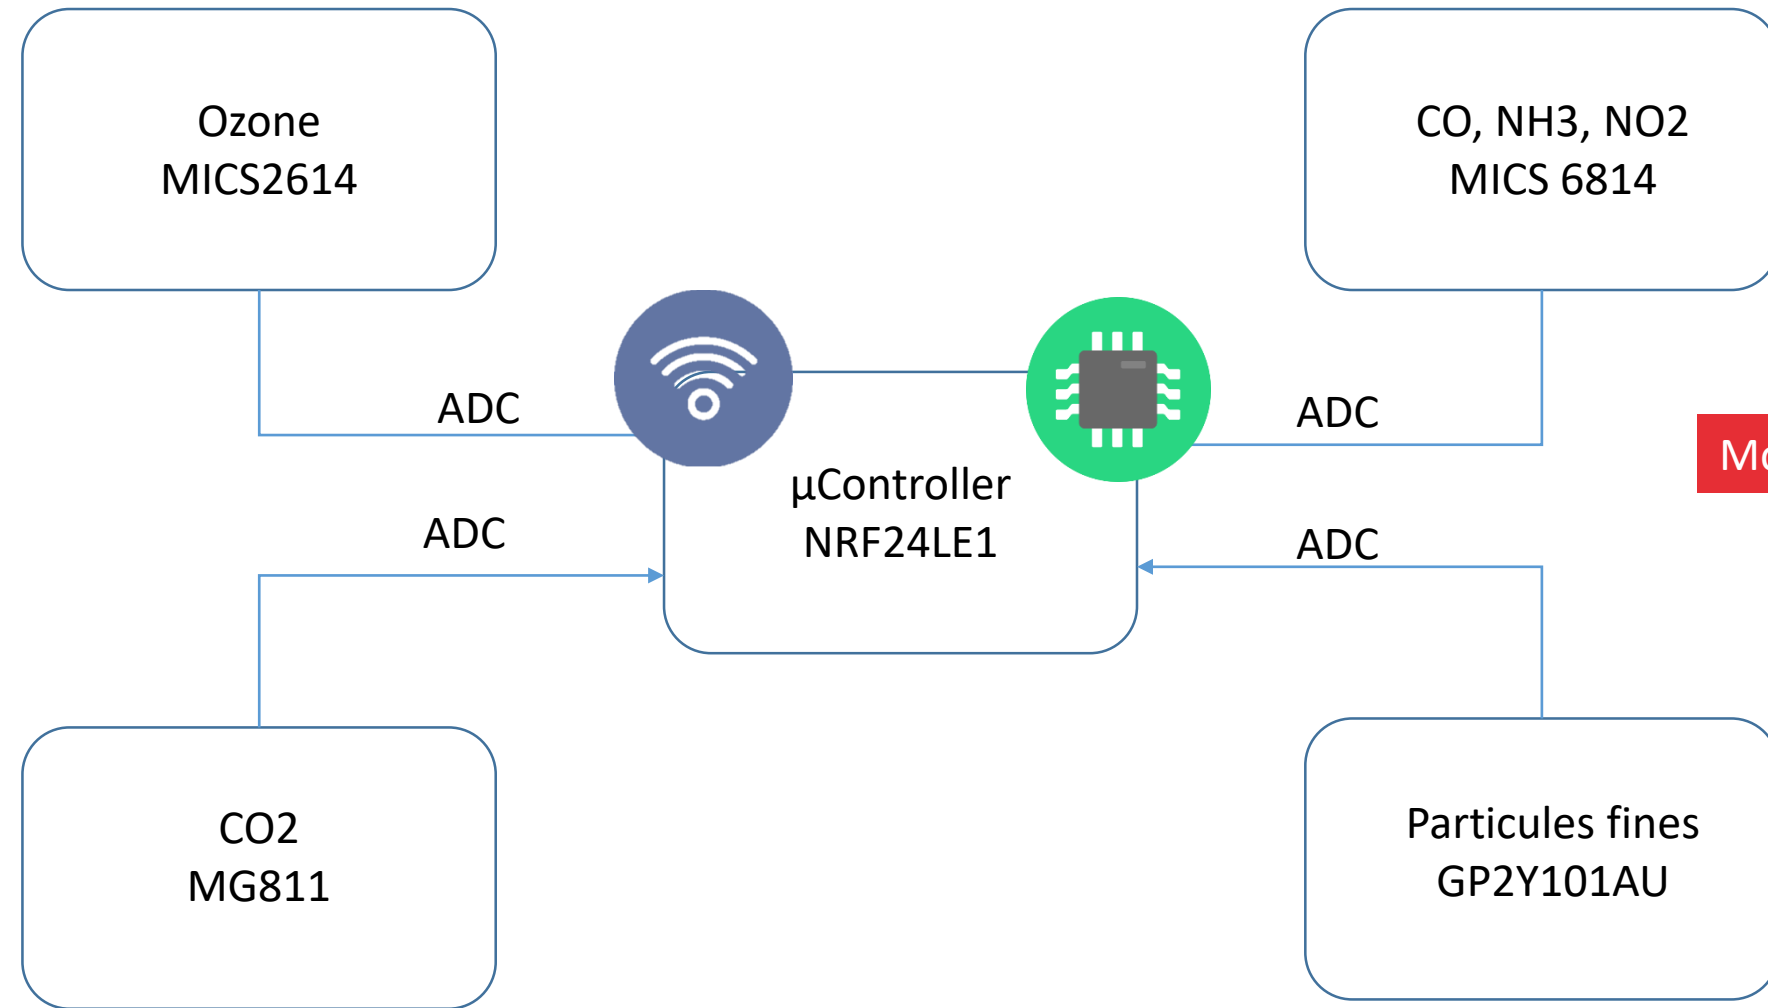 Ozone
MICS2614
CO, NH3, NO2
MICS 6814
ADC
ADC
µController
NRF24LE1
ADC
ADC
CO2
MG811
Particules fines
GP2Y101AU